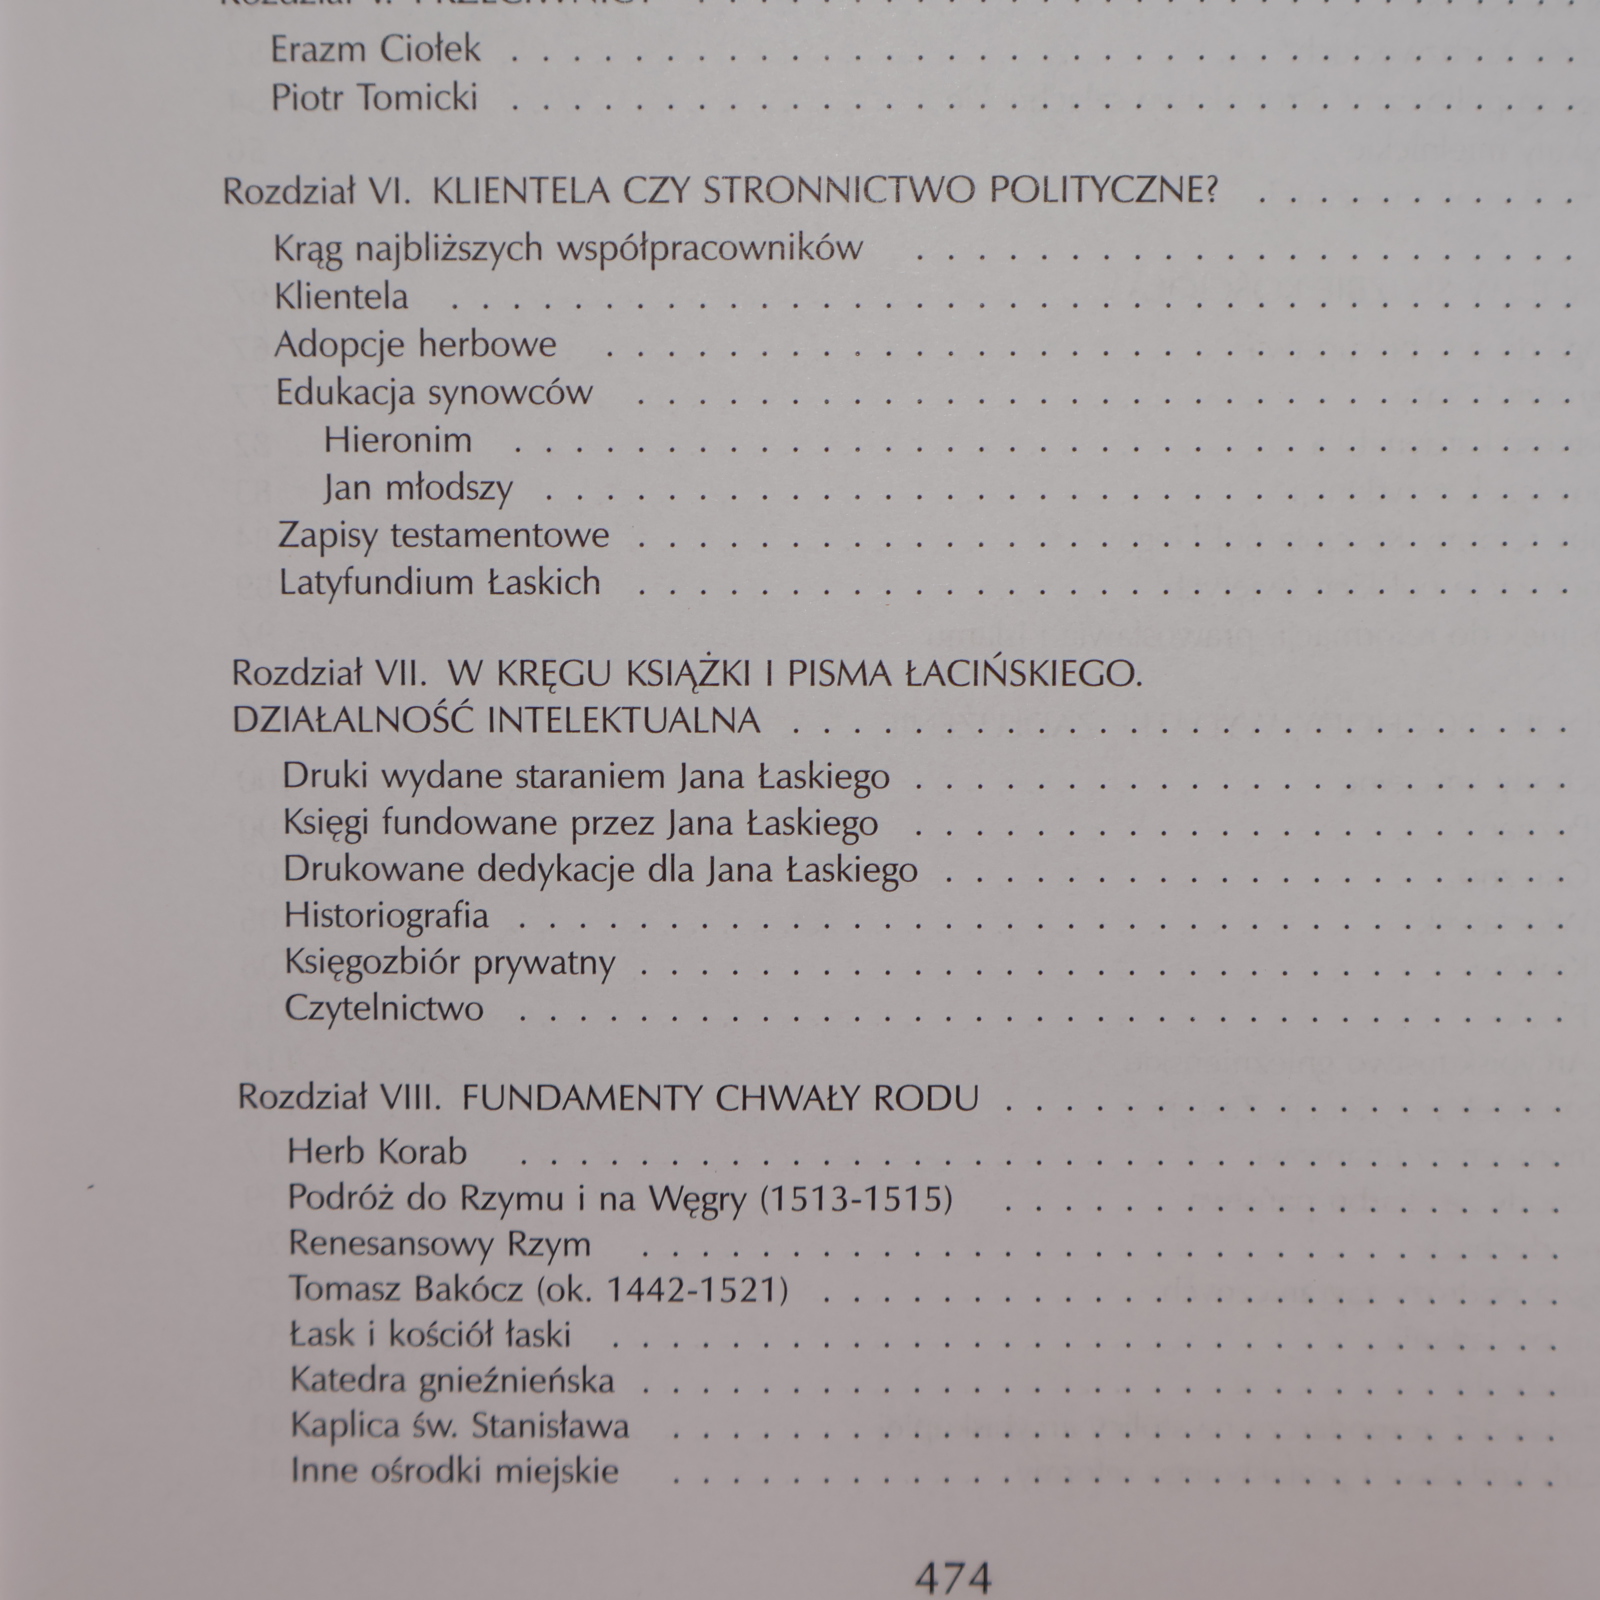 Rozdział V. PRZECIWNICY . . . . . . . . . . . . . . . . . . . . . . . . . . . . . .
Erazm Ciołek . . . . . . . . . . . . . . . . . . . . . . . . . . . . . . . . . . .
Piotr Tomicki . . . . . . . . . . . . . . . . . . . . . . . . . . . . . . . . . . .
Rozdział VI. KLIENTELA CZY STRONNICTWO POLITYCZNE? . . . . . . . . . . .
Krąg najbliższych współpracowników . . . . . . . . . . . . . . . . . . . . . .
Klientela . . . . . . . . . . . . . . . . . . . . . . . . . . . . . . . . . . . . .
Adopcje herbowe . . . . . . . . . . . . . . . . . . . . . . . . . . . . . . . .
Edukacja synowców . . . . . . . . . . . . . . . . . . . . . . . . . . . . . . .
Hieronim . . . . . . . . . . . . . . . . . . . . . . . . . . . . . . . . . . .
Jan młodszy . . . . . . . . . . . . . . . . . . . . . . . . . . . . . . . . . .
Zapisy testamentowe . . . . . . . . . . . . . . . . . . . . . . . . . . . . . . .
Latyfundium Łaskich . . . . . . . . . . . . . . . . . . . . . . . . . . . . . . .
Rozdział VII. W KRĘGU KSIĄŻKI I PISMA ŁACIŃSKIEGO.
DZIAŁALNOŚĆ INTELEKTUALNA . . . . . . . . . . . . . . . . . . . . . . . . . .
Druki wydane staraniem Jana Łaskiego . . . . . . . . . . . . . . . . . . . . . .
Księgi fundowane przez Jana Łaskiego . . . . . . . . . . . . . . . . . . . . . .
Drukowane dedykacje dla Jana Łaskiego . . . . . . . . . . . . . . . . . . . . .
Historiografia . . . . . . . . . . . . . . . . . . . . . . . . . . . . . . . . . . .
Księgozbiór prywatny . . . . . . . . . . . . . . . . . . . . . . . . . . . . . . .
Czytelnictwo . . . . . . . . . . . . . . . . . . . . . . . . . . . . . . . . . . .
Rozdział VIII. FUNDAMENTY CHWAŁY RODU . . . . . . . . . . . . . . . . . . .
Herb Korab . . . . . . . . . . . . . . . . . . . . . . . . . . . . . . . . . . .
Podróż do Rzymu i na Węgry (1513-1515) . . . . . . . . . . . . . . . . . . .
Renesansowy Rzym . . . . . . . . . . . . . . . . . . . . . . . . . . . . . . .
Tomasz Bakócz (ok. 1442-1521) . . . . . . . . . . . . . . . . . . . . . . . . .
Łask i kościół łaski . . . . . . . . . . . . . . . . . . . . . . . . . . . . . . . .
Katedra gnieźnieńska . . . . . . . . . . . . . . . . . . . . . . . . . . . . . . .
Kaplica św. Stanisława . . . . . . . . . . . . . . . . . . . . . . . . . . . . . .
Inne ośrodki miejskie . . . . . . . . . . . . . . . . . . . . . . . . . . . . . .
474